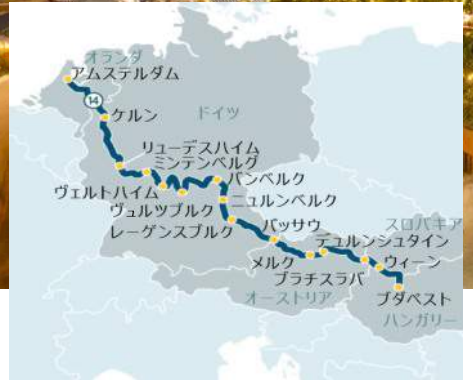 オランダ
アムステルダム
14
ケルン
ドイツ
リューデスハイム
ミンテンベルグ
バンベルク
ヴェルトハイム
ニュルンベルク
ヴュルツブルク
レーゲンスブルク
パッサウ
スロバキア
デュルンシュタイン
メルク
ウィーン
ブラチスラバ
オーストリア
ブダペスト
ハンガリー